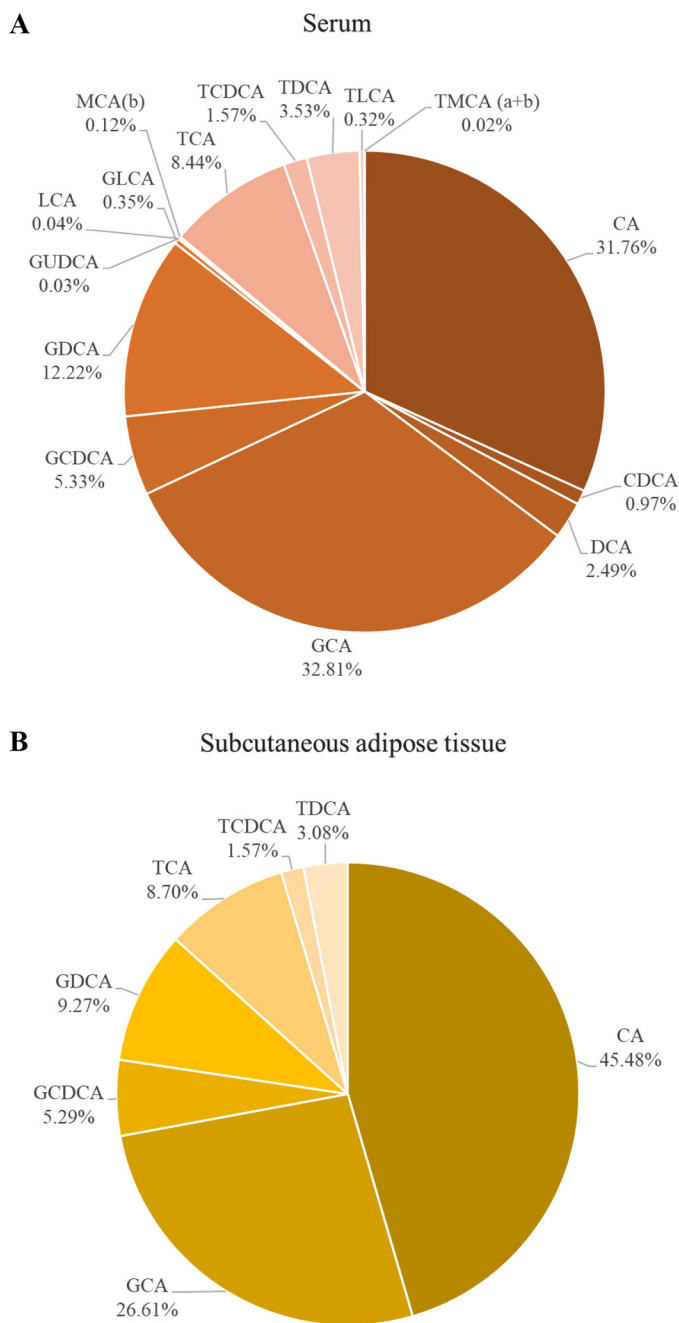 A
Serum
MCA(b)
0.12%
TCDCA
1.57%
TDCA
3.53%
TLCA
0.32%
TMCA (a+b)
0.02%
TCA
8.44%
GLCA
0.35%
LCA
0.04%
GUDCA
0.03%
CA
31.76%
GDCA
12.22%
GCDCA
5.33%
CDCA
0.97%
DCA
2.49%
GCA
32.81%
B
Subcutaneous adipose tissue
TDCA
3.08%
TCDCA
1.57%
TCA
8.70%
GDCA
9.27%
CA
45.48%
GCDCA
5.29%
GCA
26.61%